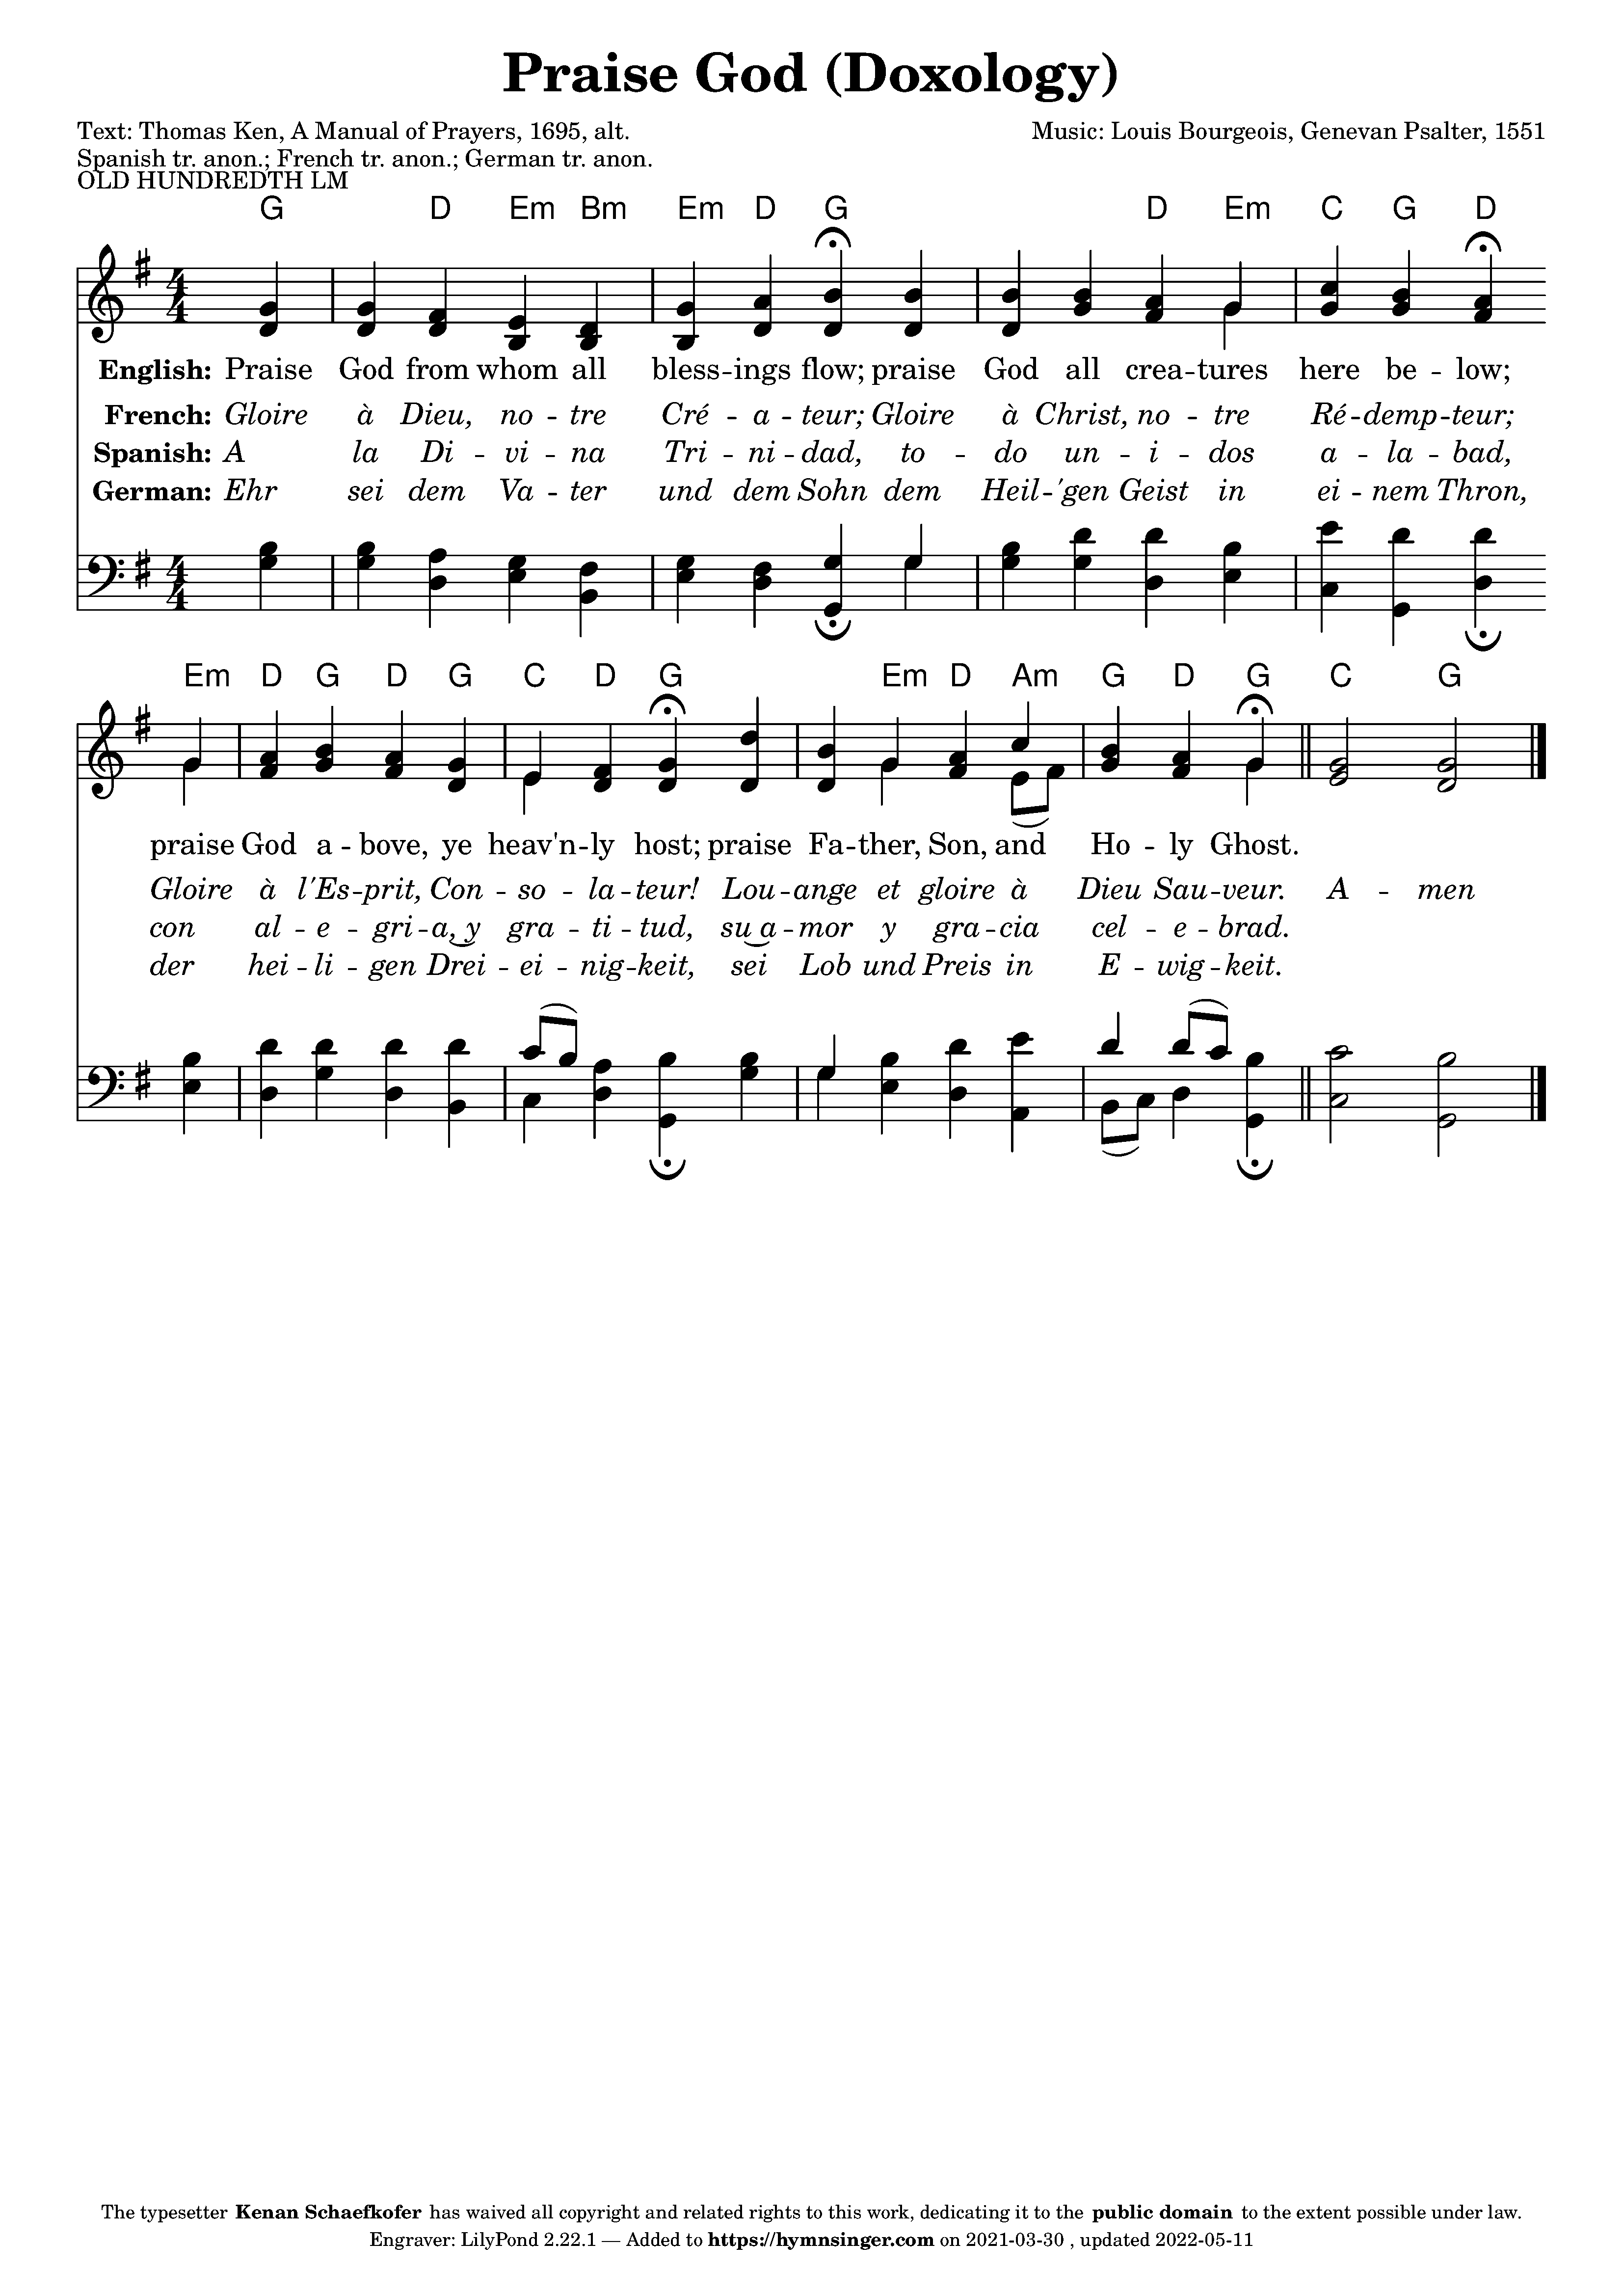 Praise God (Doxology)
Text: Thomas Ken, A Manual of Prayers, 1695, alt.
Music: Louis Bourgeois, Genevan Psalter, 1551
Spanish tr. anon.; French tr. anon.; German tr. anon.
OLD HUNDREDTH LM
G D Em Bm Em D G D Em C G D
4 4
English: Praise God from whom all bless -- ings flow; praise God all crea -- tures here be -- low;
French: Gloire à Dieu, no -- tre Cré -- a -- teur; Gloire à Christ, no -- tre Ré -- demp -- teur;
Spanish: A la Di -- vi -- na Tri -- ni -- dad, to -- do un -- i -- dos a -- la -- bad,
German: Ehr sei dem Va -- ter und dem Sohn dem Heil -- 'gen Geist in ei -- nem Thron,
4 4
Em D G D G C D G Em D Am G D G C G
praise God a -- bove, ye heav'n -- ly host; praise Fa -- ther, Son, and Ho -- ly Ghost.
Gloire à l'Es -- prit, Con -- so -- la -- teur! Lou -- ange et gloire à Dieu Sau -- veur. A -- men
con al -- e -- gri -- a,‿y gra -- ti -- tud, su‿a -- mor y gra -- cia cel -- e -- brad.
der hei -- li -- gen Drei -- ei -- nig -- keit, sei Lob und Preis in E -- wig -- keit.
The typesetter Kenan Schaefkofer has waived all copyright and related rights to this work, dedicating it to the public domain to the extent possible under law.
Engraver: LilyPond 2.22.1 — Added to https://hymnsinger.com on 2021-03-30 , updated 2022-05-11